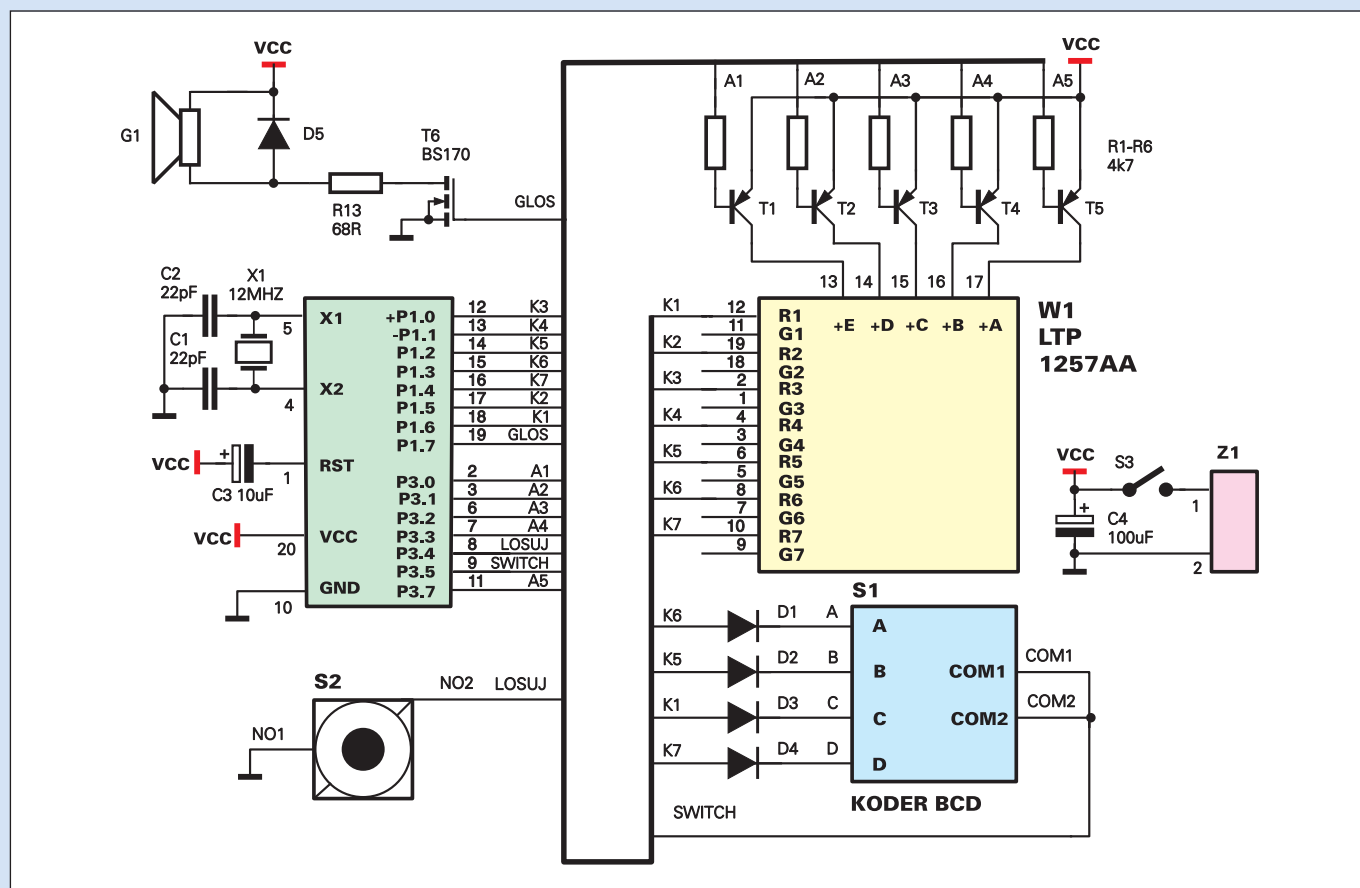 VCC
G1
D5
T6
BS170
R13
68R
GLOS
VCC
A1 A2 A3 A4 A5
R1-R6
4k7
T1 T2 T3 T4 T5
13 14 15 16 17
C2
22pF
X1
12MHZ
C1
22pF
5 X1
4 X2
VCC + 1 RST
C3 10uF
VCC 20 VCC
10 GND
+P1.0 12 K3
-P1.1 13 K4
P1.2 14 K5
P1.3 15 K6
P1.4 16 K7
P1.5 17 K2
P1.6 18 K1
P1.7 19 GLOS
P3.0 2 A1
P3.1 3 A2
P3.2 6 A3
P3.3 7 A4
P3.4 8 LOSUJ
P3.5 9 SWITCH
P3.7 11 A5
+E +D +C +B +A
K1 12 R1
11 G1
K2 19 R2
18 G2
K3 2 R3
1 G3
K4 4 R4
3 G4
K5 6 R5
5 G5
K6 8 R6
7 G6
K7 10 R7
9 G7
W1
LTP
1257AA
VCC
S3
Z1
+
C4
100uF
1
2
S2
NO2 LOSUJ
NO1
S1
K6 D1 A A
K5 D2 B B
K1 D3 C C
K7 D4 D D
COM1 COM1
COM2 COM2
KODER BCD
SWITCH